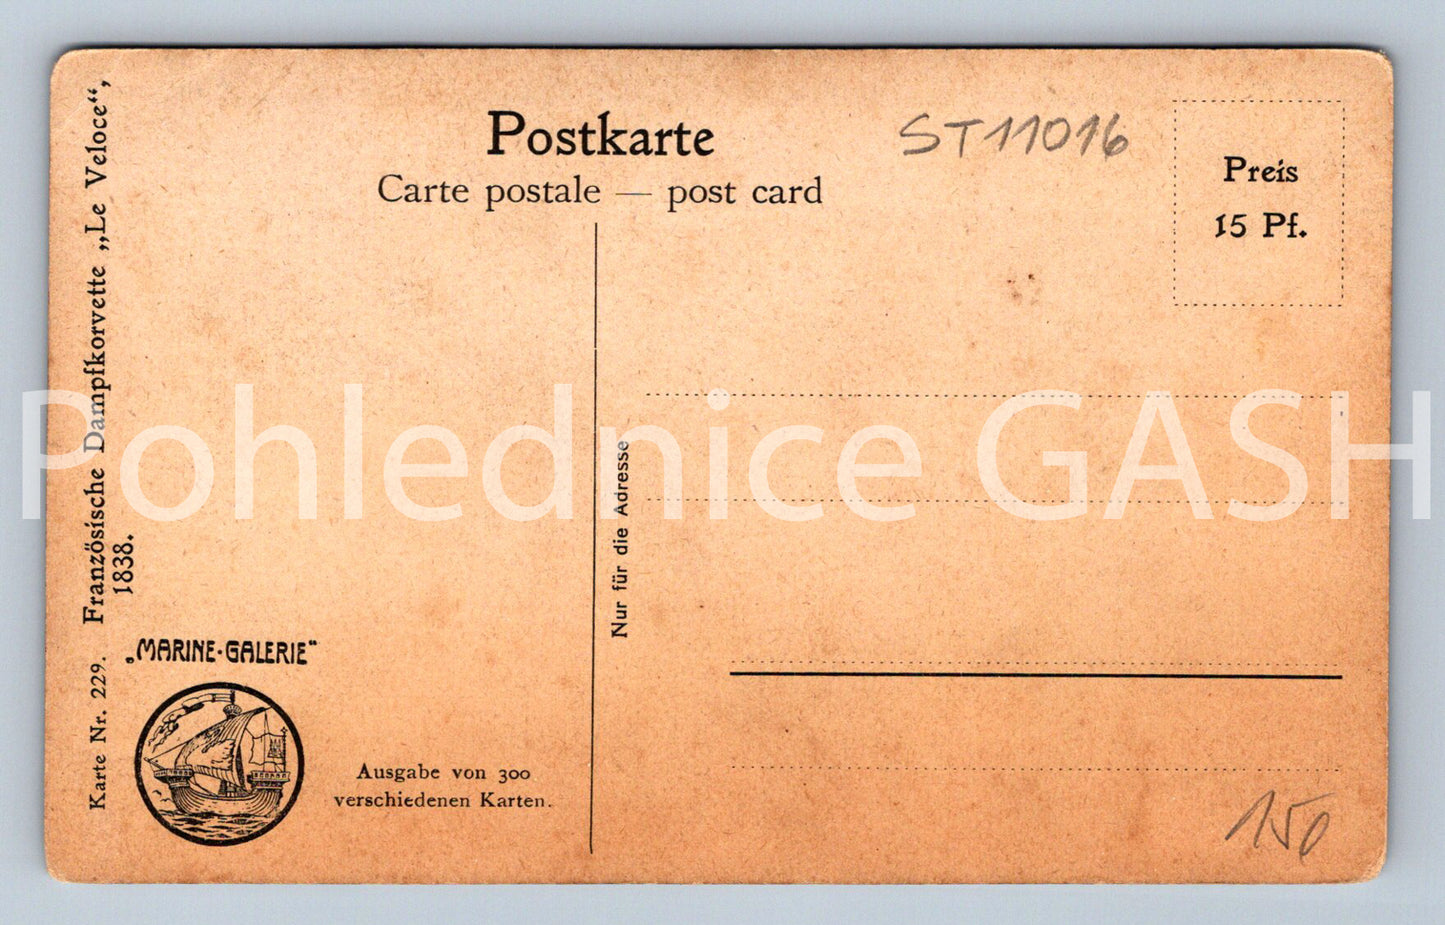 Postkarte
Carte postale — post card
ST11016
Preis
15 Pf.
Karte Nr. 229. Französische Dampfkorvette „Le Veloce“,
1838.
„MARINE-GALERIE“
Ausgabe von 300
verschiedenen Karten.
Nur für die Adresse
150
Pohlednice GASH